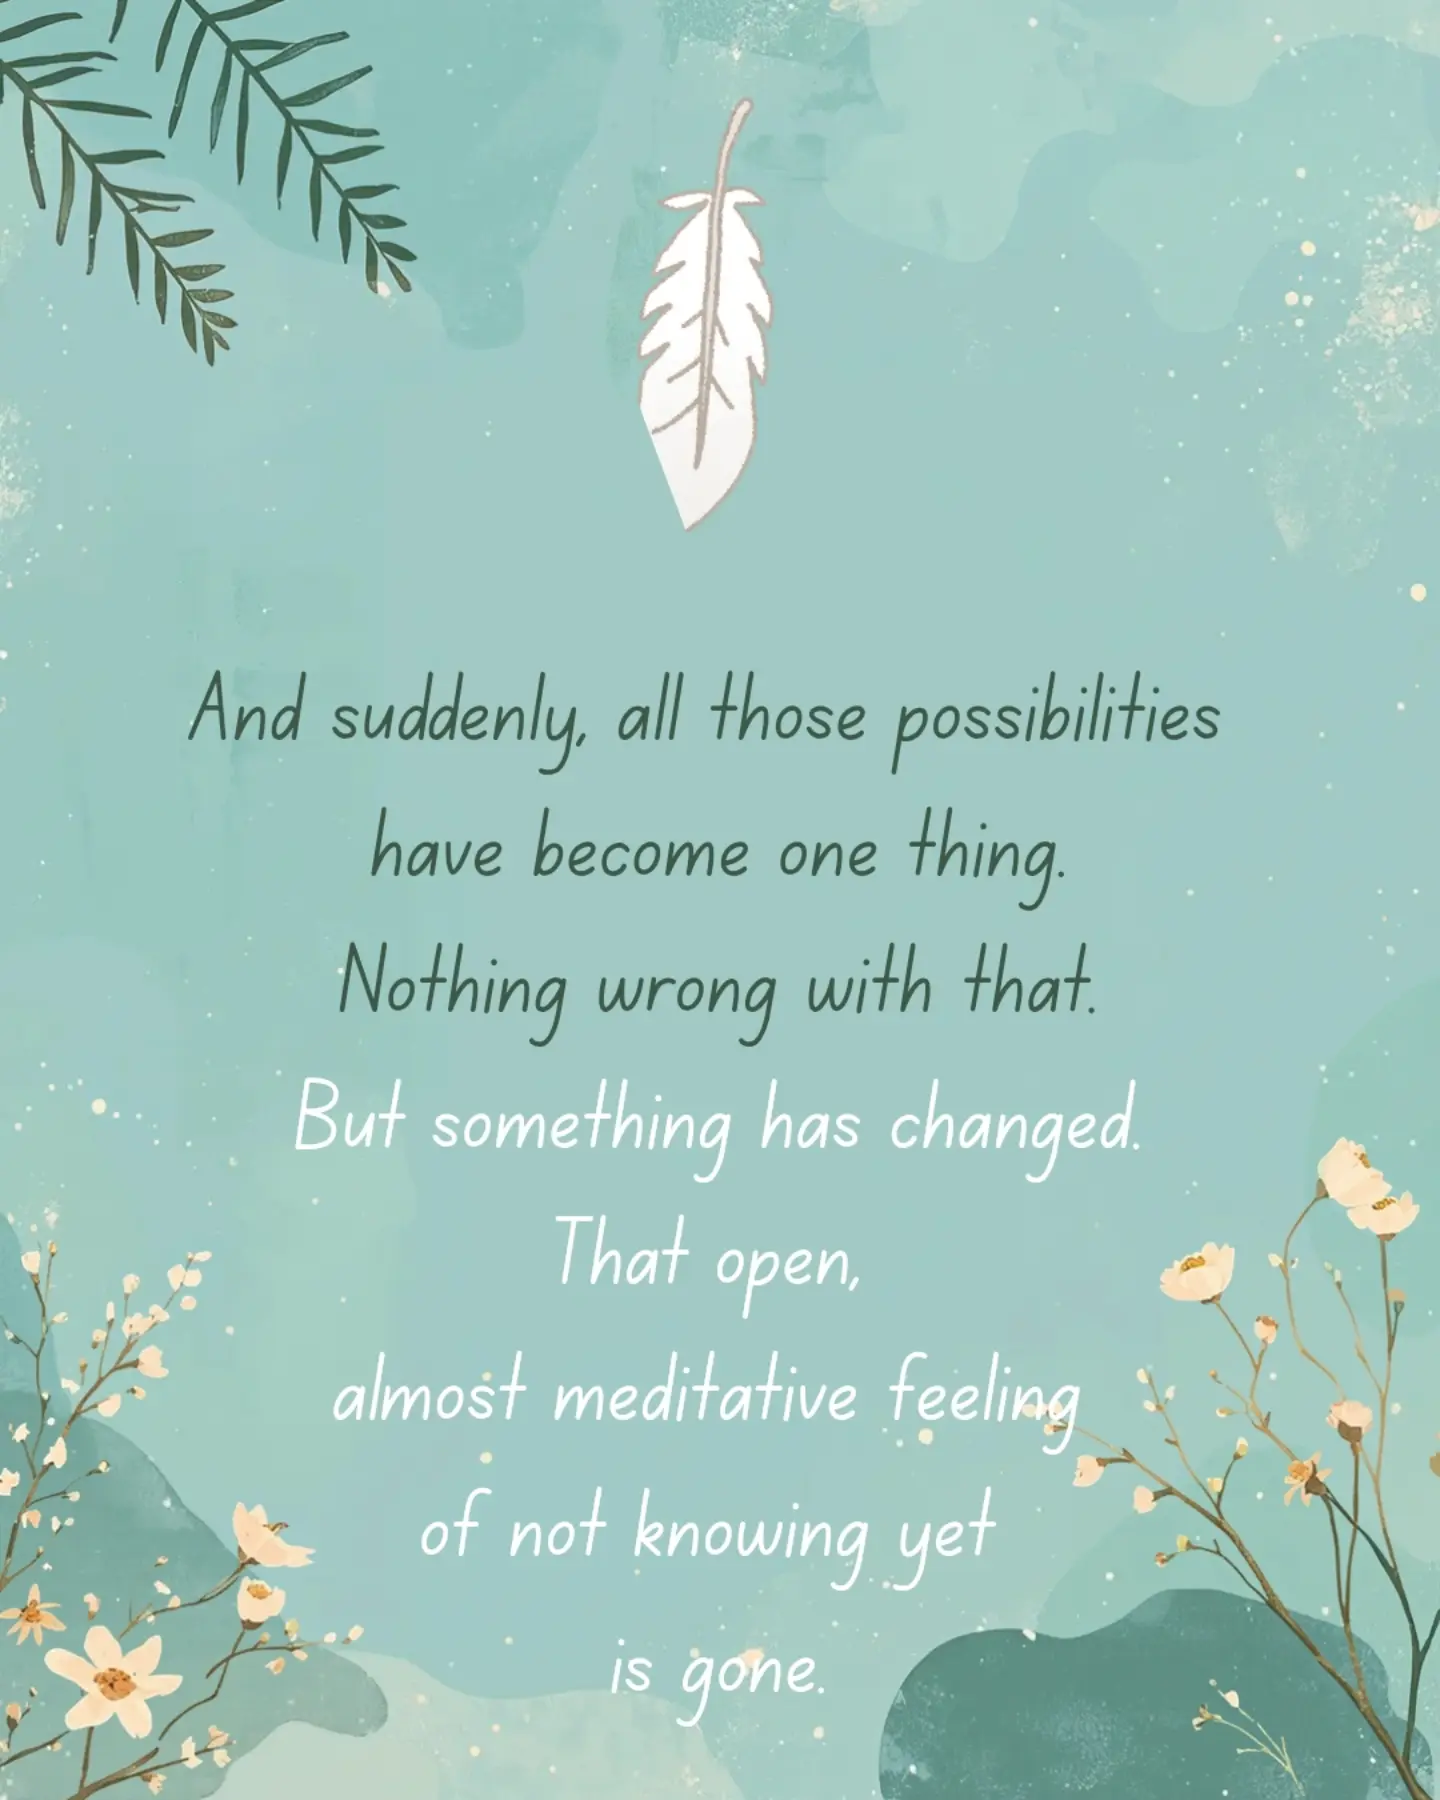 And suddenly, all those possibilities
have become one thing.
Nothing wrong with that.
But something has changed.
That open,
almost meditative feeling
of not knowing yet
is gone.